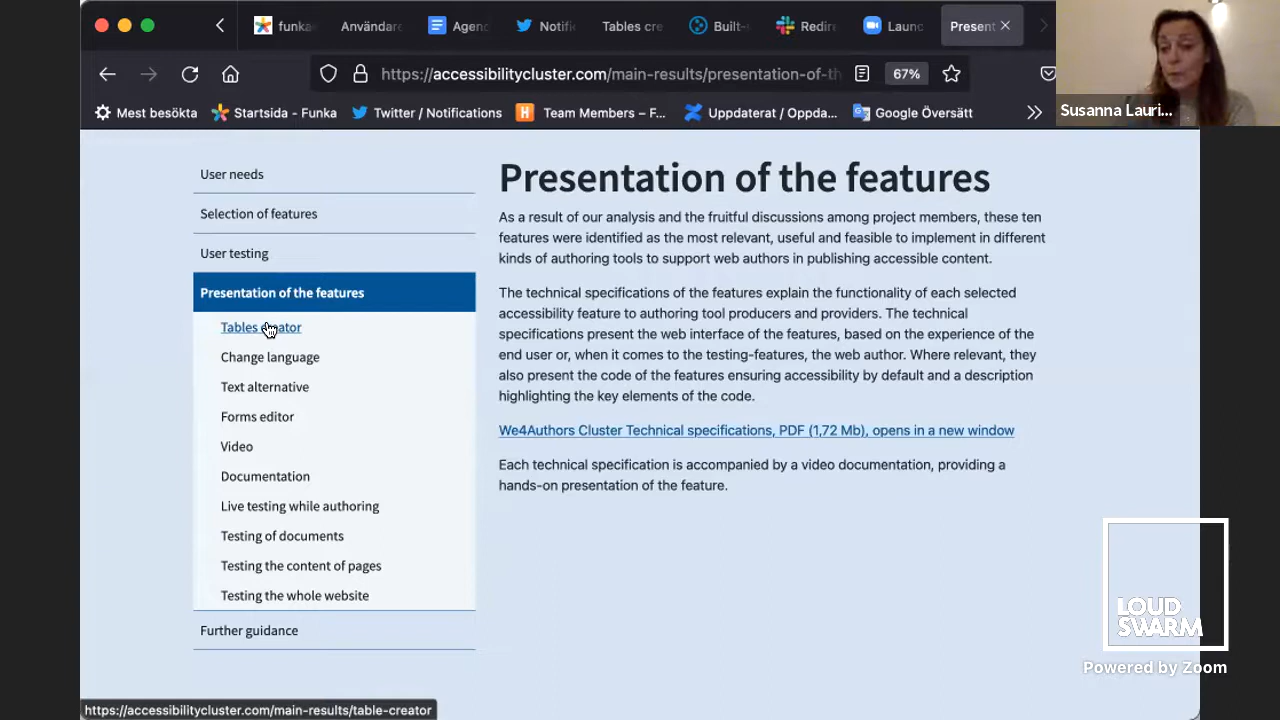 funka
Användar
Agen
Notifi
Tables cre
Built-
Redire
Launc
Present
https://accessibilitycluster.com/main-results/presentation-of-th
67%
Mest besökta
Startsida - Funka
Twitter / Notifications
Team Members – F...
Uppdaterat / Oppda...
Google Översätt
Susanna Lauri...
User needs
Selection of features
User testing
Presentation of the features
Tables creator
Change language
Text alternative
Forms editor
Video
Documentation
Live testing while authoring
Testing of documents
Testing the content of pages
Testing the whole website
Further guidance
Presentation of the features
As a result of our analysis and the fruitful discussions among project members, these ten
features were identified as the most relevant, useful and feasible to implement in different
kinds of authoring tools to support web authors in publishing accessible content.
The technical specifications of the features explain the functionality of each selected
accessibility feature to authoring tool producers and providers. The technical
specifications present the web interface of the features, based on the experience of the
end user or, when it comes to the testing-features, the web author. Where relevant, they
also present the code of the features ensuring accessibility by default and a description
highlighting the key elements of the code.
We4Authors Cluster Technical specifications, PDF (1,72 Mb), opens in a new window
Each technical specification is accompanied by a video documentation, providing a
hands-on presentation of the feature.
LOUD
SWARM
Powered by Zoom
https://accessibilitycluster.com/main-results/table-creator